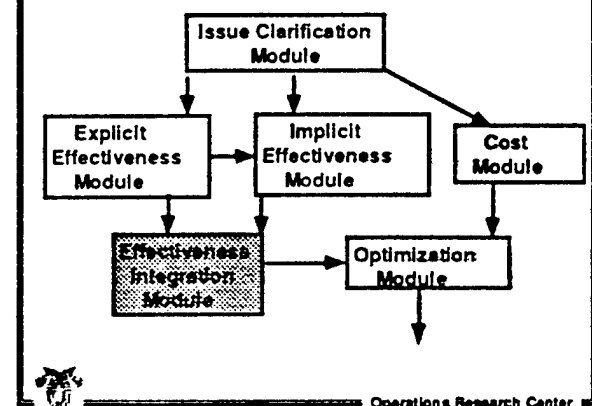 Issue Clarification
Module
Explicit
Effectiveness
Module
Implicit
Effectiveness
Module
Cost
Module
Effectiveness
Integration
Module
Optimization
Module
Operations Research Center